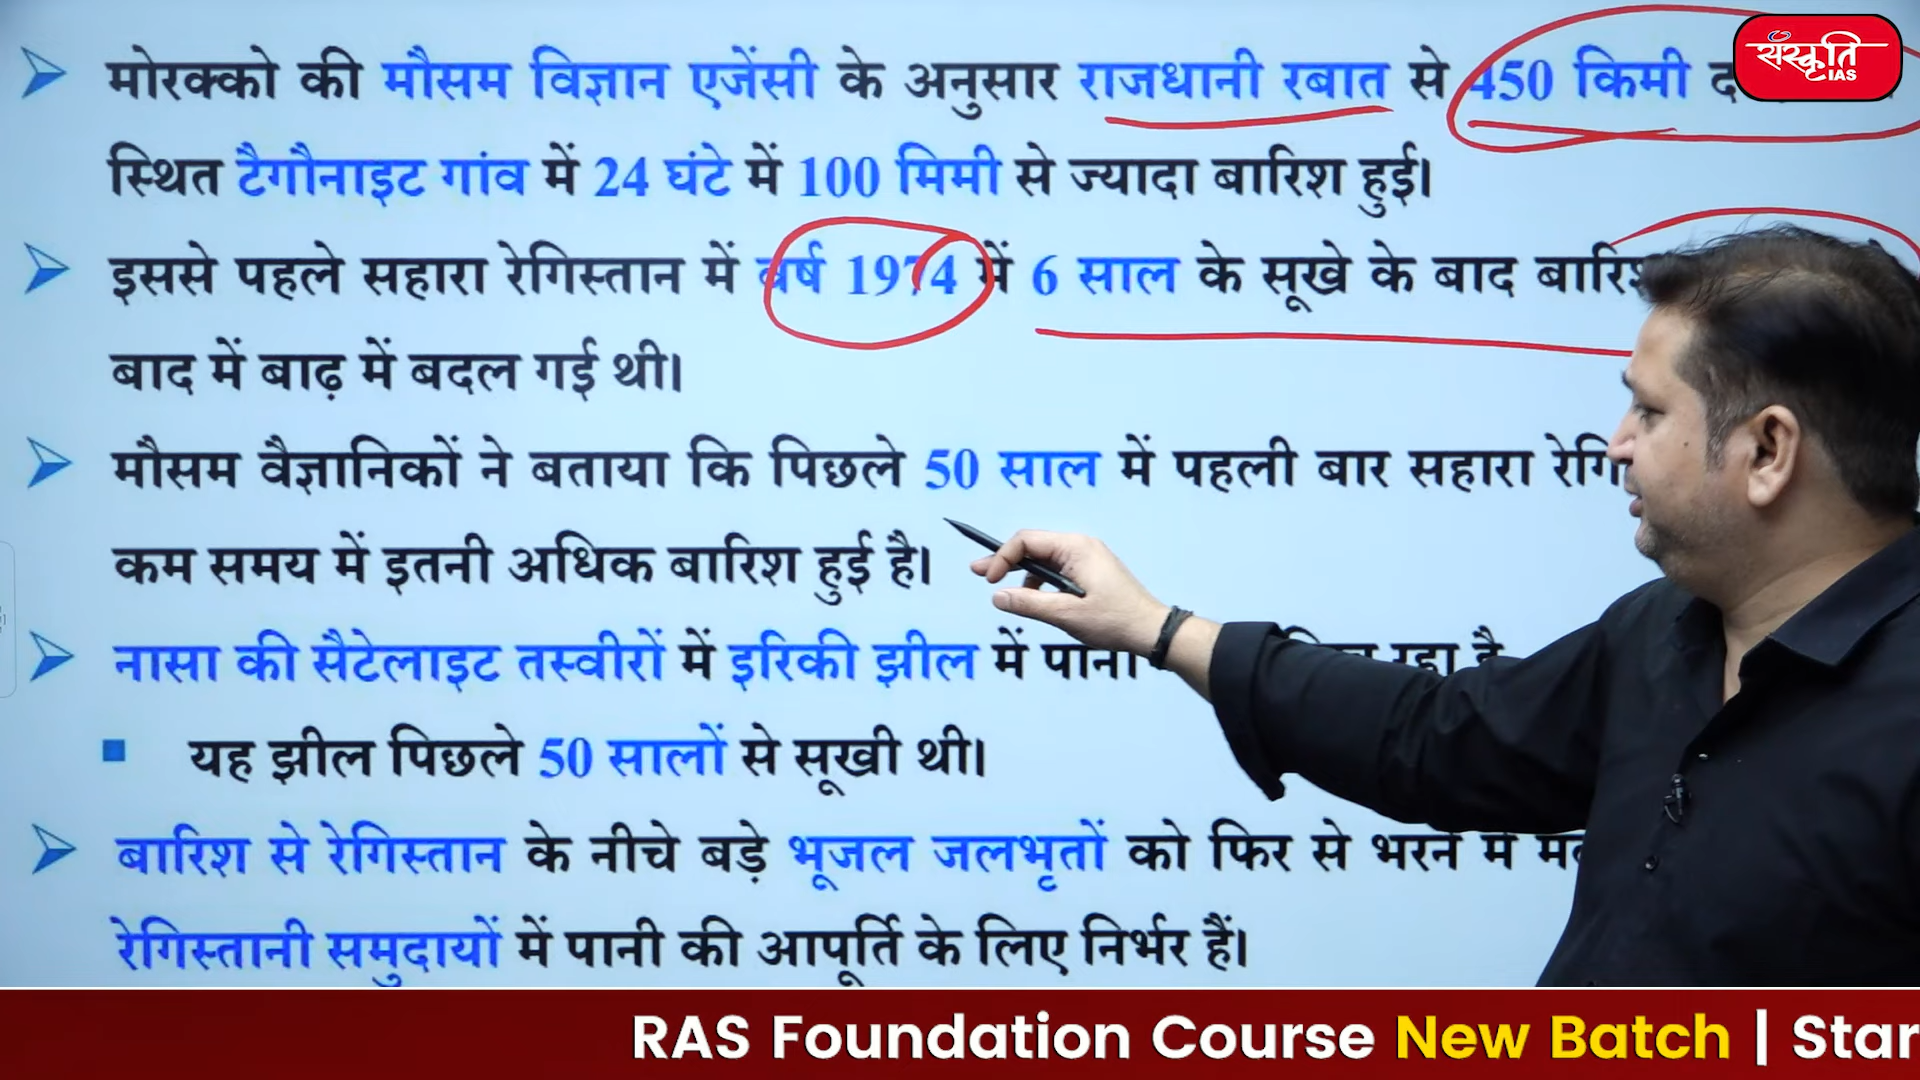 मोरक्को की मौसम विज्ञान एजेंसी के अनुसार राजधानी रबात से 450 किमी
संस्कृति
IAS
स्थित टैगौनाइट गांव में 24 घंटे में 100 मिमी से ज्यादा बारिश हुई।
इससे पहले सहारा रेगिस्तान में वर्ष 1974 में 6 साल के सूखे के बाद
बाद में बाढ़ में बदल गई थी।
मौसम वैज्ञानिकों ने बताया कि पिछले 50 साल में पहली बार सहारा
कम समय में इतनी अधिक बारिश हुई है।
नासा की सैटेलाइट तस्वीरों में इरिकी झील में रहा है
यह झील पिछले 50 सालों से सूखी थी।
बारिश से रेगिस्तान के नीचे बड़े भूजल जलभृतों को फिर से भरने में
रेगिस्तानी समुदायों में पानी की आपूर्ति के लिए निर्भर हैं।
RAS Foundation Course New Batch | Star